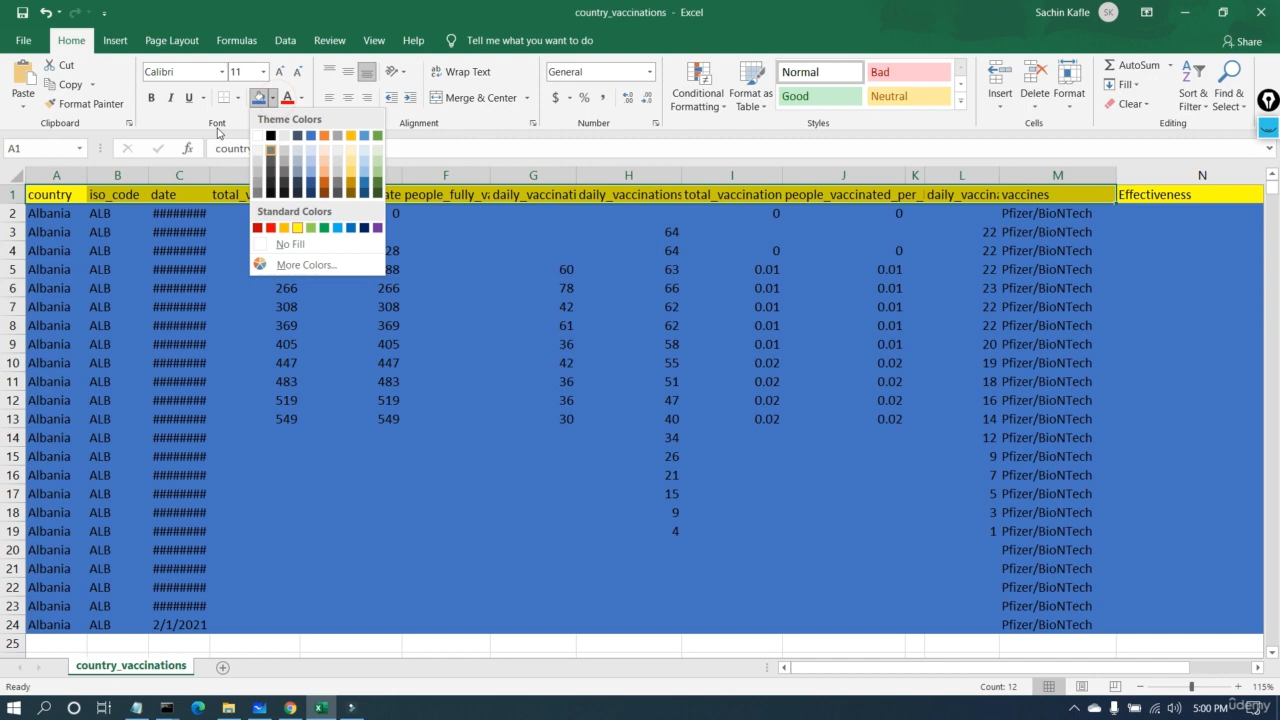 country_vaccinations - Excel
Sachin Kafle SK
File Home Insert Page Layout Formulas Data Review View Help Tell me what you want to do Share
Paste Cut Copy Format Painter
Clipboard
Calibri 11
B I U
Font
Wrap Text
Merge & Center
Alignment
General
$ % ,
Number
Conditional Formatting
Format as Table
Normal Bad
Good Neutral
Styles
Insert Delete Format
Cells
AutoSum
Fill
Clear
Sort & Filter
Find & Select
Editing
Theme Colors
Standard Colors
No Fill
More Colors...
A1 fx countr
A B C F G H I J K L M N
1 country iso_code date total_v ate people_fully_va daily_vaccinati daily_vaccinations total_vaccination people_vaccinated_per_ daily_vaccina vaccines Effectiveness
2 Albania ALB ######## 0 0 0 Pfizer/BioNTech
3 Albania ALB ######## 64 22 Pfizer/BioNTech
4 Albania ALB ######## 28 64 0 0 22 Pfizer/BioNTech
5 Albania ALB ######## 88 60 63 0.01 0.01 22 Pfizer/BioNTech
6 Albania ALB ######## 266 266 78 66 0.01 0.01 23 Pfizer/BioNTech
7 Albania ALB ######## 308 308 42 62 0.01 0.01 22 Pfizer/BioNTech
8 Albania ALB ######## 369 369 61 62 0.01 0.01 22 Pfizer/BioNTech
9 Albania ALB ######## 405 405 36 58 0.01 0.01 20 Pfizer/BioNTech
10 Albania ALB ######## 447 447 42 55 0.02 0.02 19 Pfizer/BioNTech
11 Albania ALB ######## 483 483 36 51 0.02 0.02 18 Pfizer/BioNTech
12 Albania ALB ######## 519 519 36 47 0.02 0.02 16 Pfizer/BioNTech
13 Albania ALB ######## 549 549 30 40 0.02 0.02 14 Pfizer/BioNTech
14 Albania ALB ######## 34 12 Pfizer/BioNTech
15 Albania ALB ######## 26 9 Pfizer/BioNTech
16 Albania ALB ######## 21 7 Pfizer/BioNTech
17 Albania ALB ######## 15 5 Pfizer/BioNTech
18 Albania ALB ######## 9 3 Pfizer/BioNTech
19 Albania ALB ######## 4 1 Pfizer/BioNTech
20 Albania ALB ######## Pfizer/BioNTech
21 Albania ALB ######## Pfizer/BioNTech
22 Albania ALB ######## Pfizer/BioNTech
23 Albania ALB ######## Pfizer/BioNTech
24 Albania ALB 2/1/2021 Pfizer/BioNTech
25
country_vaccinations
Ready Count: 12 115%
5:00 PM
udemy